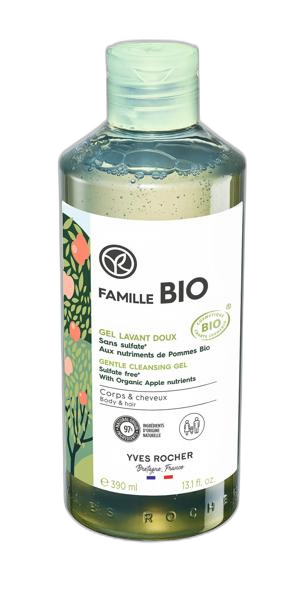 FAMILLE BIO
COSMÉTIQUE
BIO
GEL LAVANT DOUX
Sans sulfate*
Aux nutriments de Pommes Bio
GENTLE CLEANSING GEL
Sulfate free*
With Organic Apple nutrients
Corps & cheveux
Body & hair
97%
INGRÉDIENTS
D'ORIGINE
NATURELLE
YVES ROCHER
Bretagne, France
e 390 ml 13.1 fl. oz.